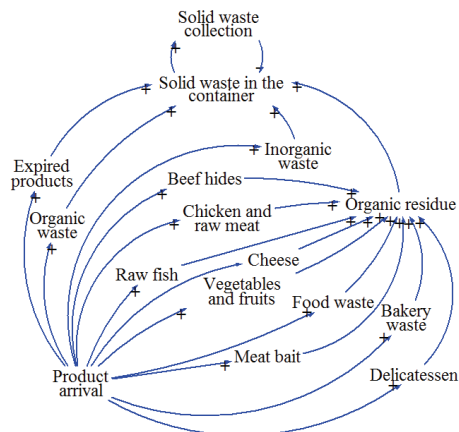 Solid waste
collection
Solid waste in the
container
Inorganic
waste
Expired
products
Beef hides
Organic residue
Organic
waste
Chicken and
raw meat
Cheese
Raw fish
Vegetables
and fruits
Food waste
Bakery
waste
Meat bait
Product
arrival
Delicatessen